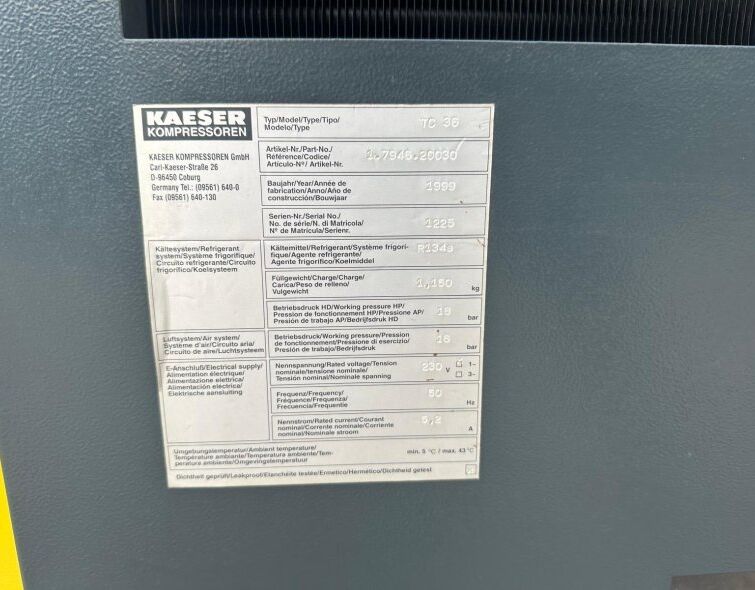 KAESER
KOMPRESSOREN
KAESER KOMPRESSOREN GmbH
Carl-Kaeser-Straße 26
D-96450 Coburg
Germany Tel.: (09561) 640-0
Fax (09561) 640-130
Typ/Model/Type/Tipo/
Modelo/Type
TC 36
Artikel-Nr./Part-No./
Référence/Codice/
Artículo-Nº/ Artikel-Nr.
1.7945.20030
Baujahr/Year/Année de
fabrication/Anno/Año de
construcción/Bouwjaar
1999
Serien-Nr./Serial No./
No. de série/N. di Matricola/
Nº de Matrícula/Serienr.
1225
Kältesystem/Refrigerant
system/Système frigorifique/
Circuito refrigerante/Circuito
frigorífico/Koelsysteem
Kältemittel/Refrigerant/Système frigori-
fique/Agente refrigerante/
Agente frigorífico/Koelmiddel
R134a
Füllgewicht/Charge/Charge/
Carica/Peso de relleno/
Vulgewicht
1,150 kg
Betriebsdruck HD/Working pressure HP/
Pression de fonctionnement HP/Pressione AP/
Presión de trabajo AP/Bedrijfsdruk HD
18 bar
Luftsystem/Air system/
Système d'air/Circuito aria/
Circuito de aire/Luchtsysteem
Betriebsdruck/Working pressure/Pression
de fonctionnement/Pressione di esercizio/
Presión de trabajo/Bedrijfsdruk
16 bar
E-Anschluß/Electrical supply/
Alimentation électrique/
Alimentazione elettrica/
Alimentación eléctrica/
Elektrische aansluiting
Nennspannung/Rated voltage/Tension
nominale/tensione nominale/
Tensión nominal/Nominale spanning
230 V
1~
3~
Frequenz/Frequency/
Fréquence/Frequenza/
Frecuencia/Frequentie
50 Hz
Nennstrom/Rated current/Courant
nominal/Corrente nominale/Corriente
nominal/Nominale stroom
5,2 A
Umgebungstemperatur/Ambient temperature/
Température ambiante/Temperatura ambiente/Tem-
peratura ambiente/Omgevingstemperatuur
min. 3 °C / max. 43 °C
Dichtheit geprüft/Leakproof/Etanchéité testée/Ermetico/Hermético/Dichtheid getest